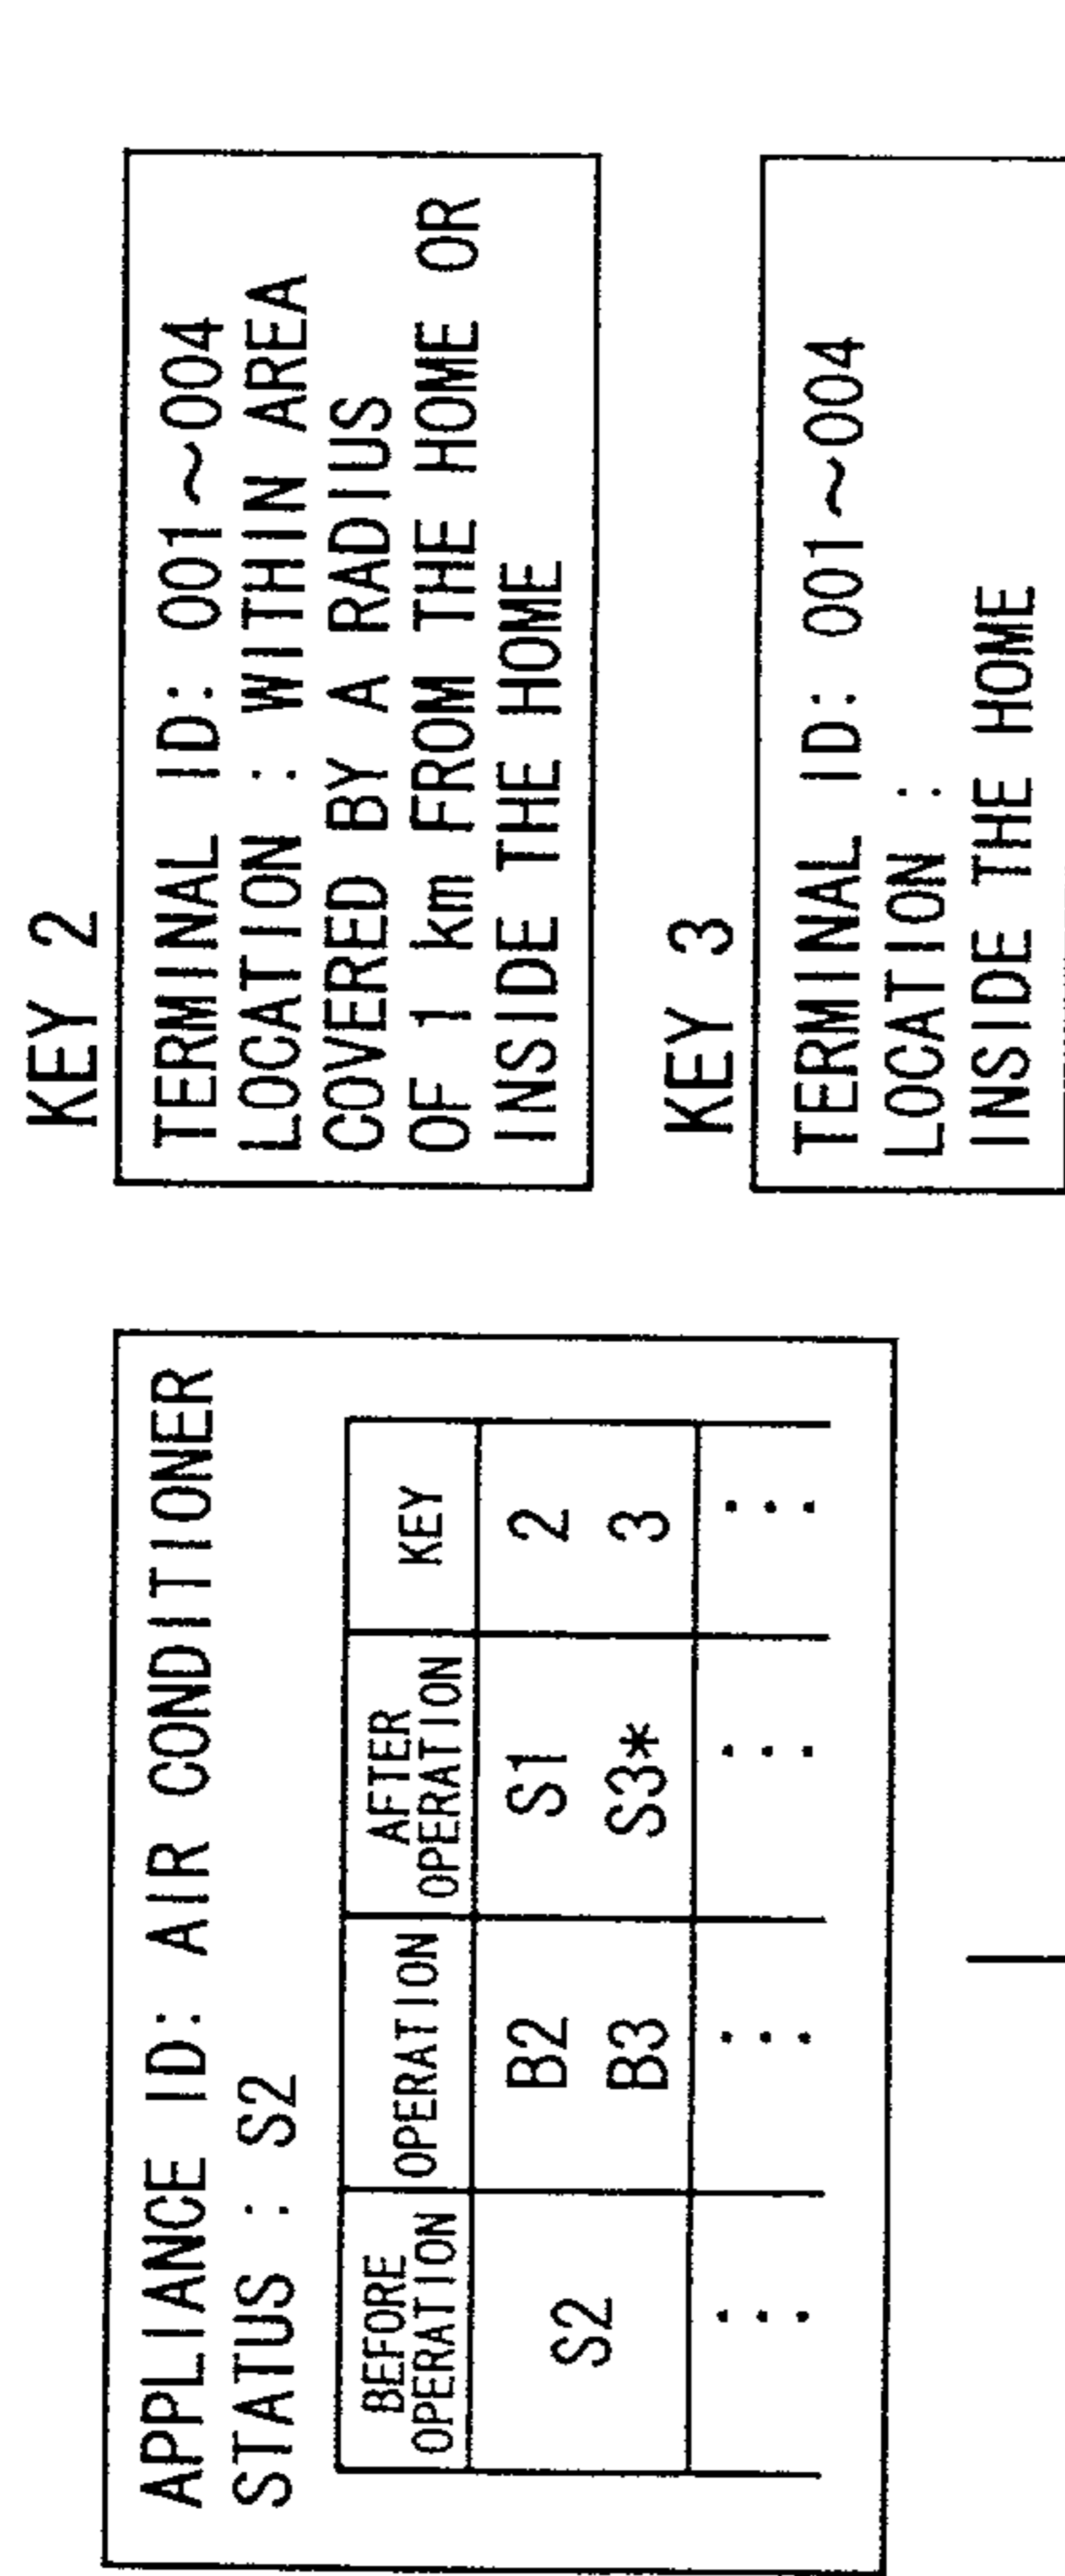 APPLIANCE ID: AIR CONDITIONER
STATUS : S2
BEFORE OPERATION OPERATION AFTER OPERATION KEY
S2 B2 S1 2
B3 S3* 3
⋮ ⋮ ⋮ ⋮
KEY 2
TERMINAL ID: 001~004
LOCATION : WITHIN AREA
COVERED BY A RADIUS
OF 1 km FROM THE HOME OR
INSIDE THE HOME
KEY 3
TERMINAL ID: 001~004
LOCATION :
INSIDE THE HOME